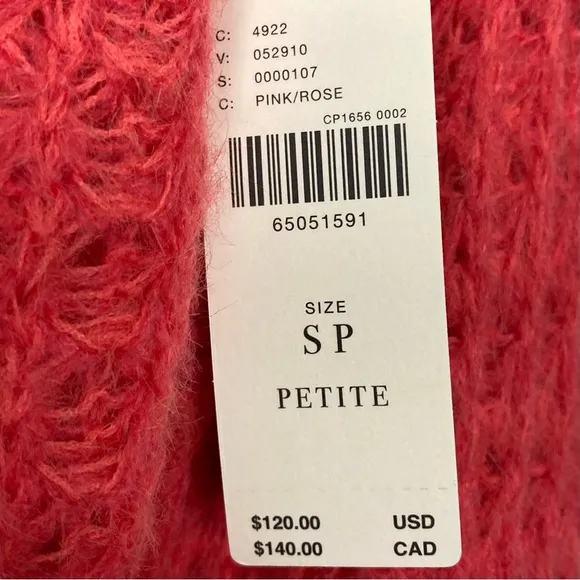 C: 4922
V: 052910
S: 0000107
C: PINK/ROSE
CP1656 0002
65051591
SIZE
SP
PETITE
$120.00 USD
$140.00 CAD